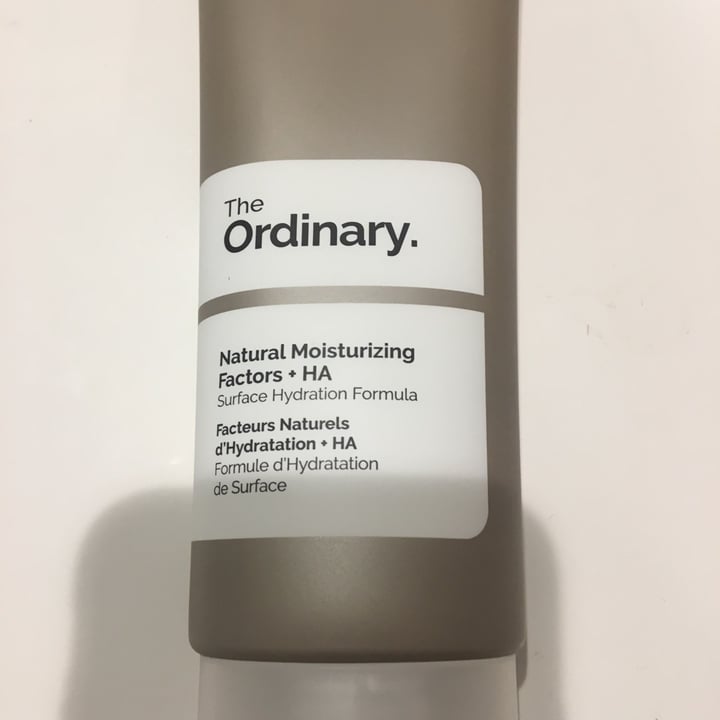 The
Ordinary.
Natural Moisturizing
Factors + HA
Surface Hydration Formula
Facteurs Naturels
d'Hydratation + HA
Formule d'Hydratation
de Surface